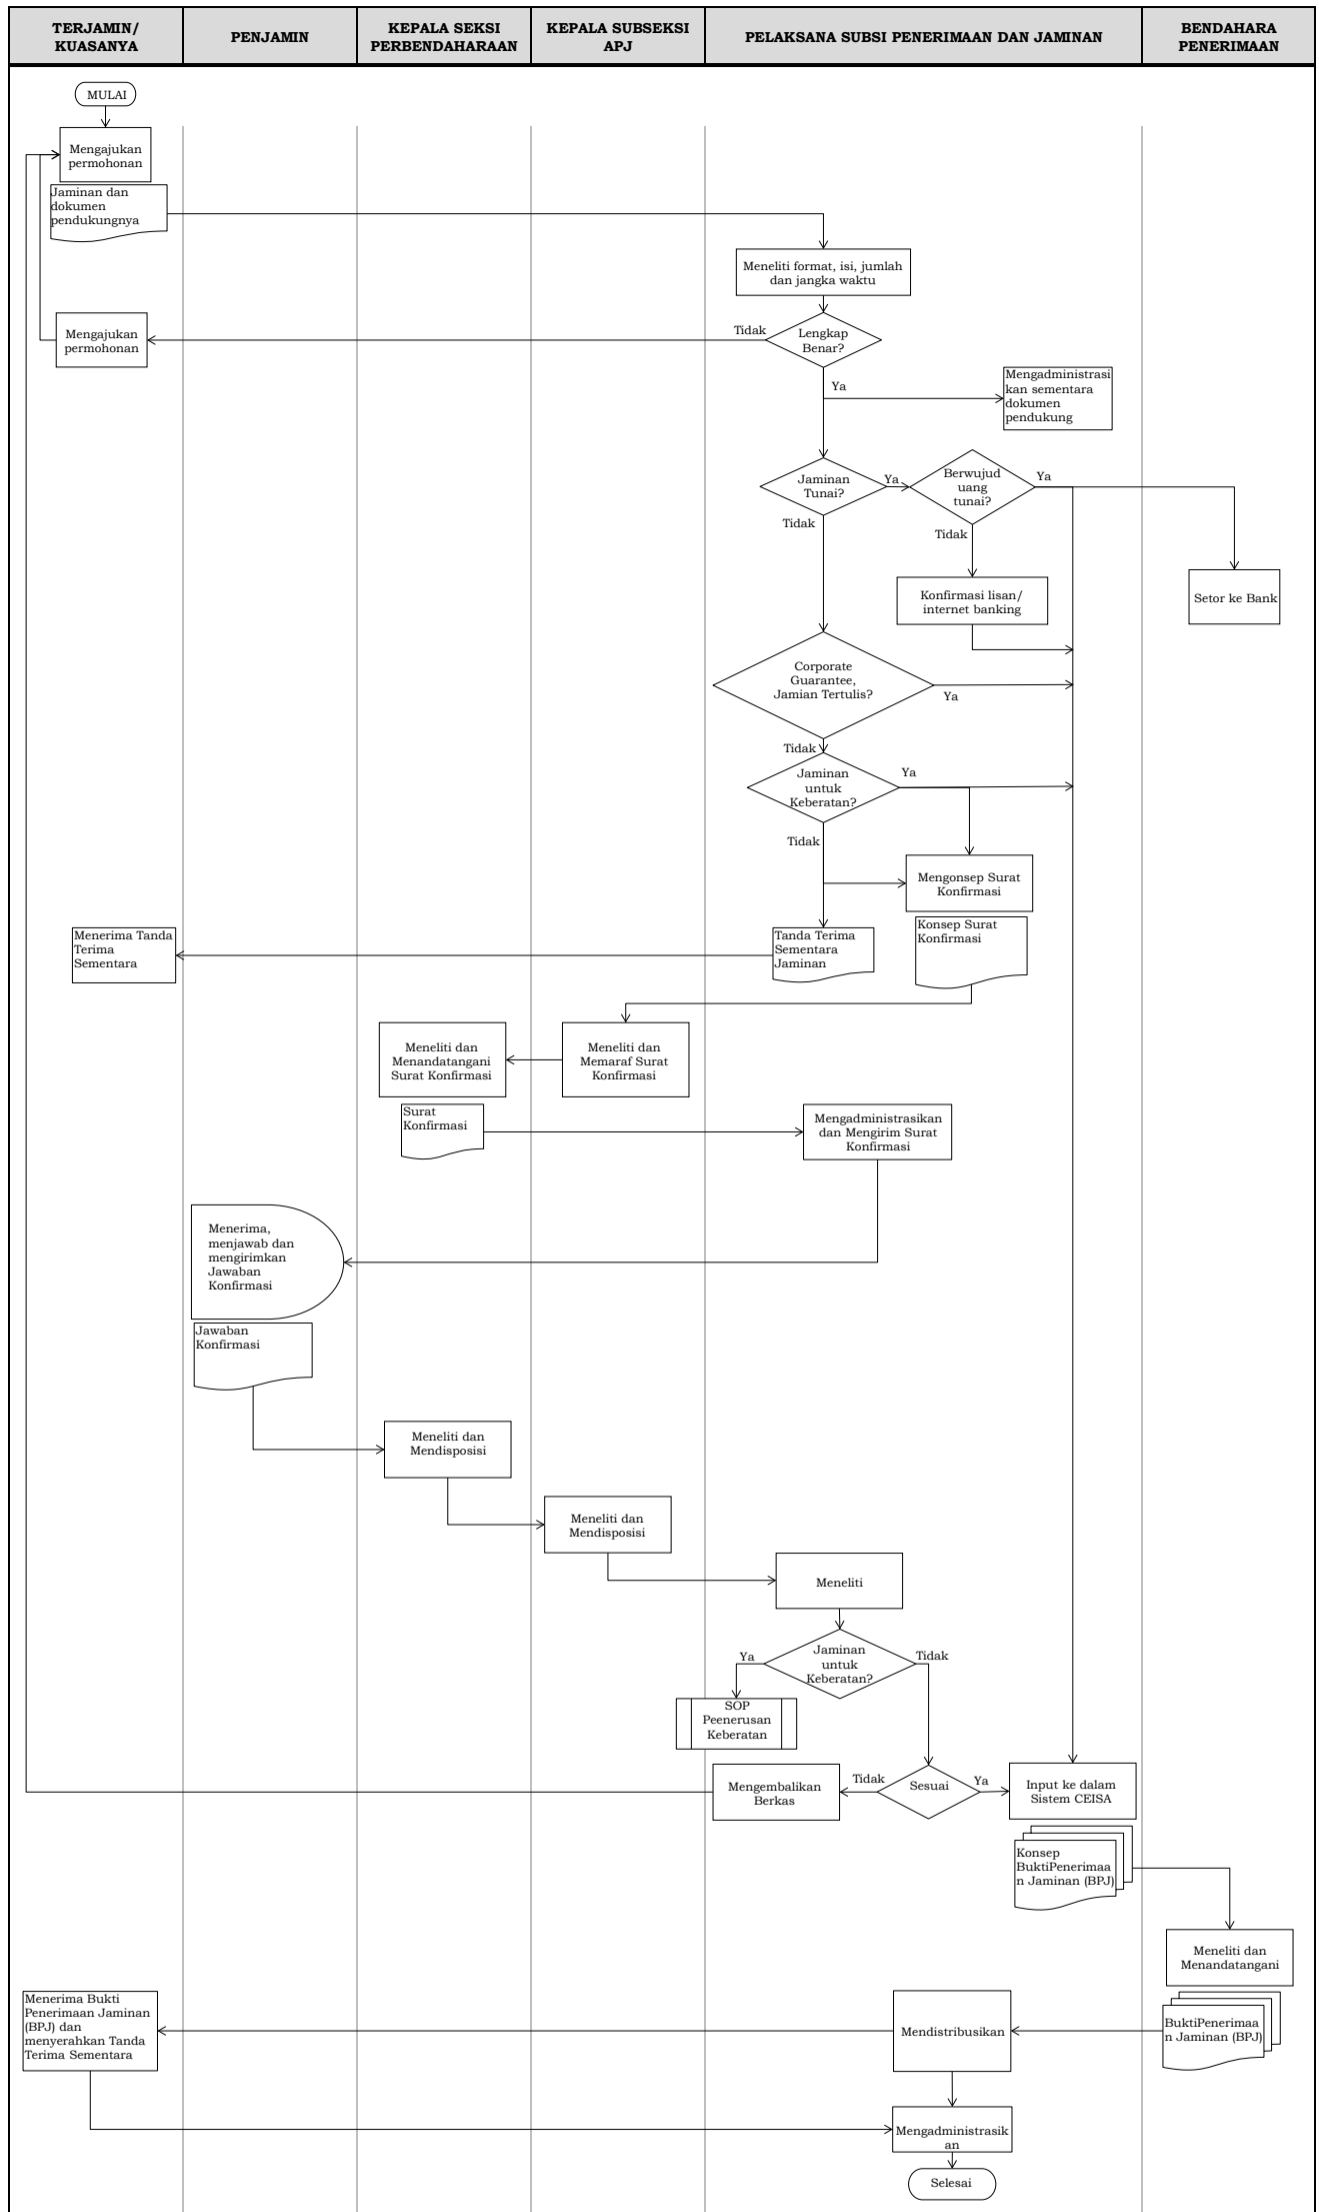 TERJAMIN/
KUASANYA
PENJAMIN
KEPALA SEKSI
PERBENDAHARAAN
KEPALA SUBSEKSI
APJ
PELAKSANA SUBSI PENERIMAAN DAN JAMINAN
BENDAHARA
PENERIMAAN
MULAI
Mengajukan
permohonan
Jaminan dan
dokumen
pendukungnya
Meneliti format, isi, jumlah
dan jangka waktu
Mengajukan
permohonan
Tidak
Lengkap
Benar?
Ya
Mengadministrasi
kan sementara
dokumen
pendukung
Jaminan
Tunai?
Ya
Berwujud
uang
tunai?
Ya
Tidak
Tidak
Konfirmasi lisan/
internet banking
Setor ke Bank
Corporate
Guarantee,
Jamian Tertulis?
Ya
Tidak
Jaminan
untuk
Keberatan?
Ya
Tidak
Mengonsep Surat
Konfirmasi
Konsep Surat
Konfirmasi
Menerima Tanda
Terima
Sementara
Tanda Terima
Sementara
Jaminan
Meneliti dan
Menandatangani
Surat Konfirmasi
Meneliti dan
Memaraf Surat
Konfirmasi
Surat
Konfirmasi
Mengadministrasikan
dan Mengirim Surat
Konfirmasi
Menerima,
menjawab dan
mengirimkan
Jawaban
Konfirmasi
Jawaban
Konfirmasi
Meneliti dan
Mendisposisi
Meneliti dan
Mendisposisi
Meneliti
Jaminan
untuk
Keberatan?
Ya
Tidak
SOP
Peenerusan
Keberatan
Mengembalikan
Berkas
Tidak
Sesuai
Ya
Input ke dalam
Sistem CEISA
Konsep
BuktiPenerimaa
n Jaminan (BPJ)
Meneliti dan
Menandatangani
Menerima Bukti
Penerimaan Jaminan
(BPJ) dan
menyerahkan Tanda
Terima Sementara
Mendistribusikan
BuktiPenerimaa
n Jaminan (BPJ)
Mengadministrasik
an
Selesai